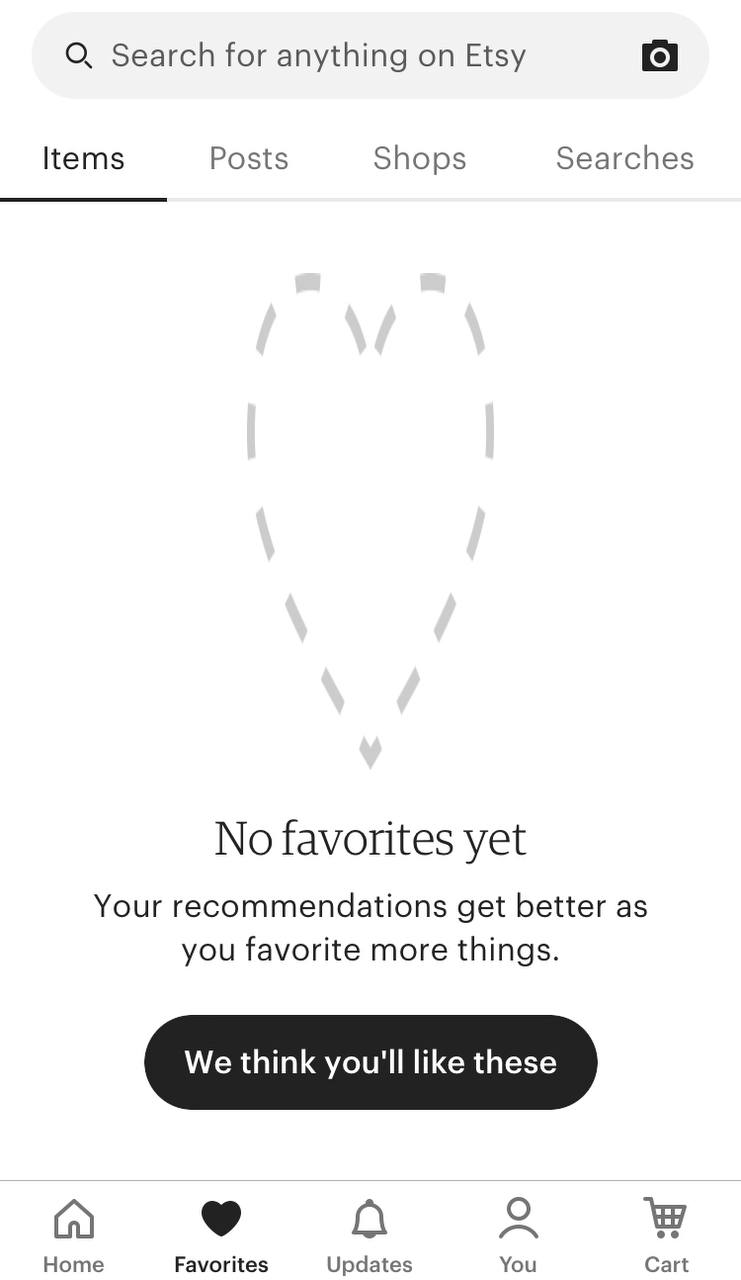 Search for anything on Etsy
Items Posts Shops Searches
No favorites yet
Your recommendations get better as
you favorite more things.
We think you'll like these
Home Favorites Updates You Cart